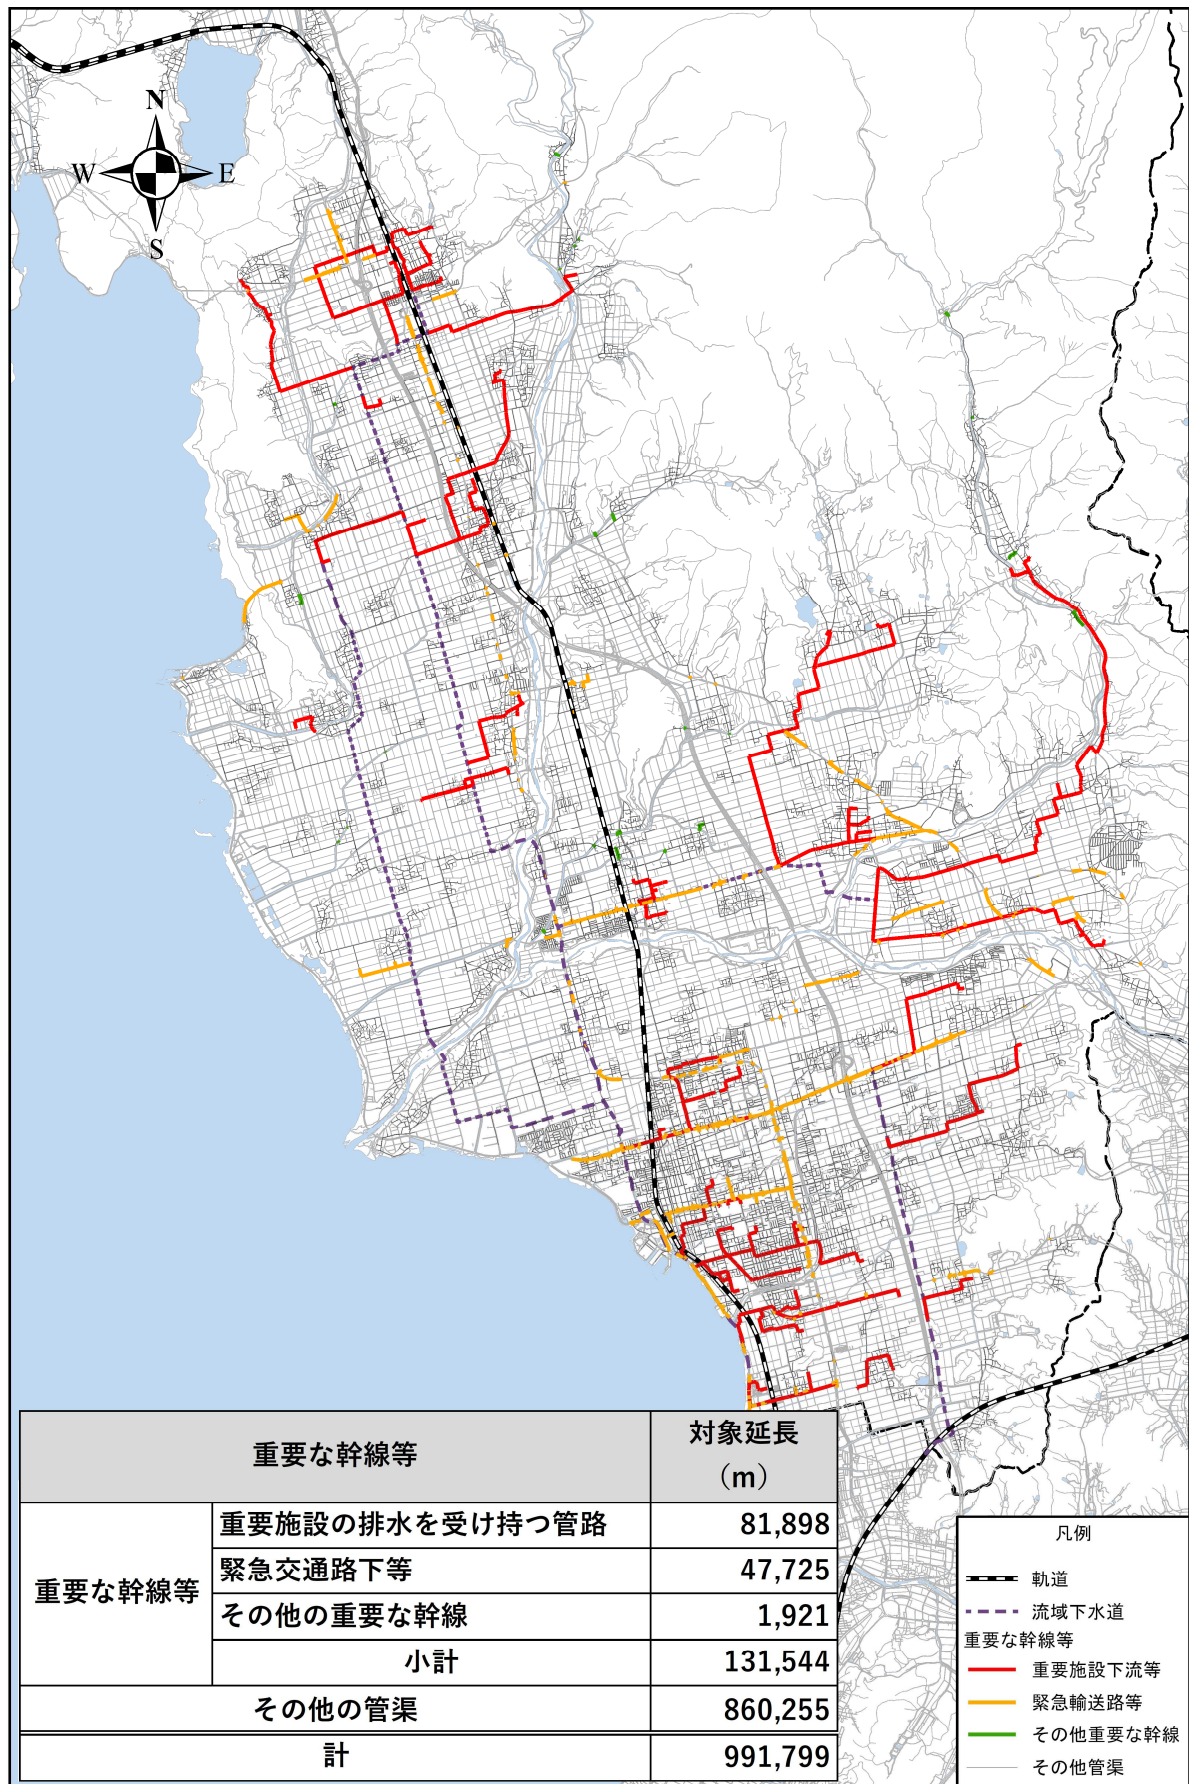 N
W E
S
重要な幹線等 対象延長
（m）
重要な幹線等
重要施設の排水を受け持つ管路 81,898
緊急交通路下等 47,725
その他の重要な幹線 1,921
小計 131,544
その他の管渠 860,255
計 991,799
凡例
軌道
流域下水道
重要な幹線等
重要施設下流等
緊急輸送路等
その他重要な幹線
その他管渠